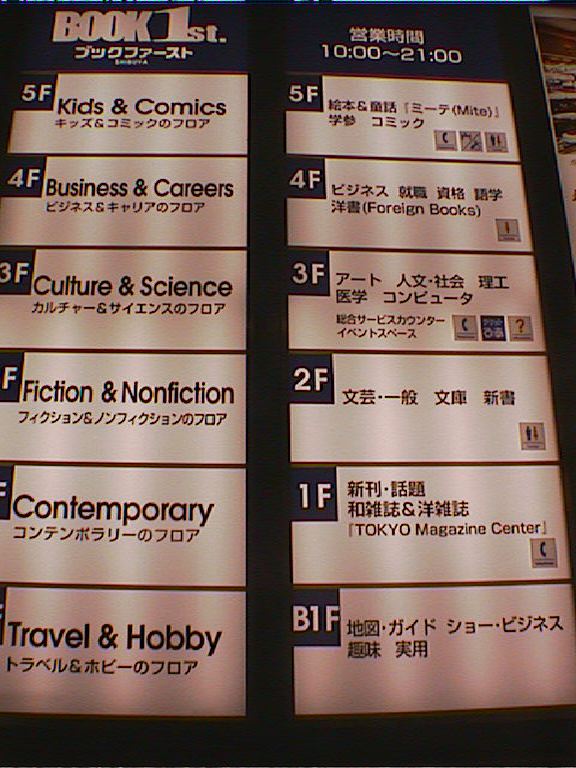 BOOK 1st.
ブックファースト
SHIBUYA
5F Kids & Comics
キッズ&コミックのフロア
4F Business & Careers
ビジネス&キャリアのフロア
3F Culture & Science
カルチャー&サイエンスのフロア
F Fiction & Nonfiction
フィクション&ノンフィクションのフロア
F Contemporary
コンテンポラリーのフロア
Travel & Hobby
トラベル&ホビーのフロア
営業時間
10:00~21:00
5F 絵本&童話『ミーテ(Mite)』
学参 コミック
4F ビジネス 就職 資格 語学
洋書(Foreign Books)
3F アート 人文・社会 理工
医学 コンピュータ
総合サービスカウンター
イベントスペース
?
2F 文芸・一般 文庫 新書
1F 新刊・話題
和雑誌&洋雑誌
『TOKYO Magazine Center』
B1F 地図・ガイド ショー・ビジネス
趣味 実用